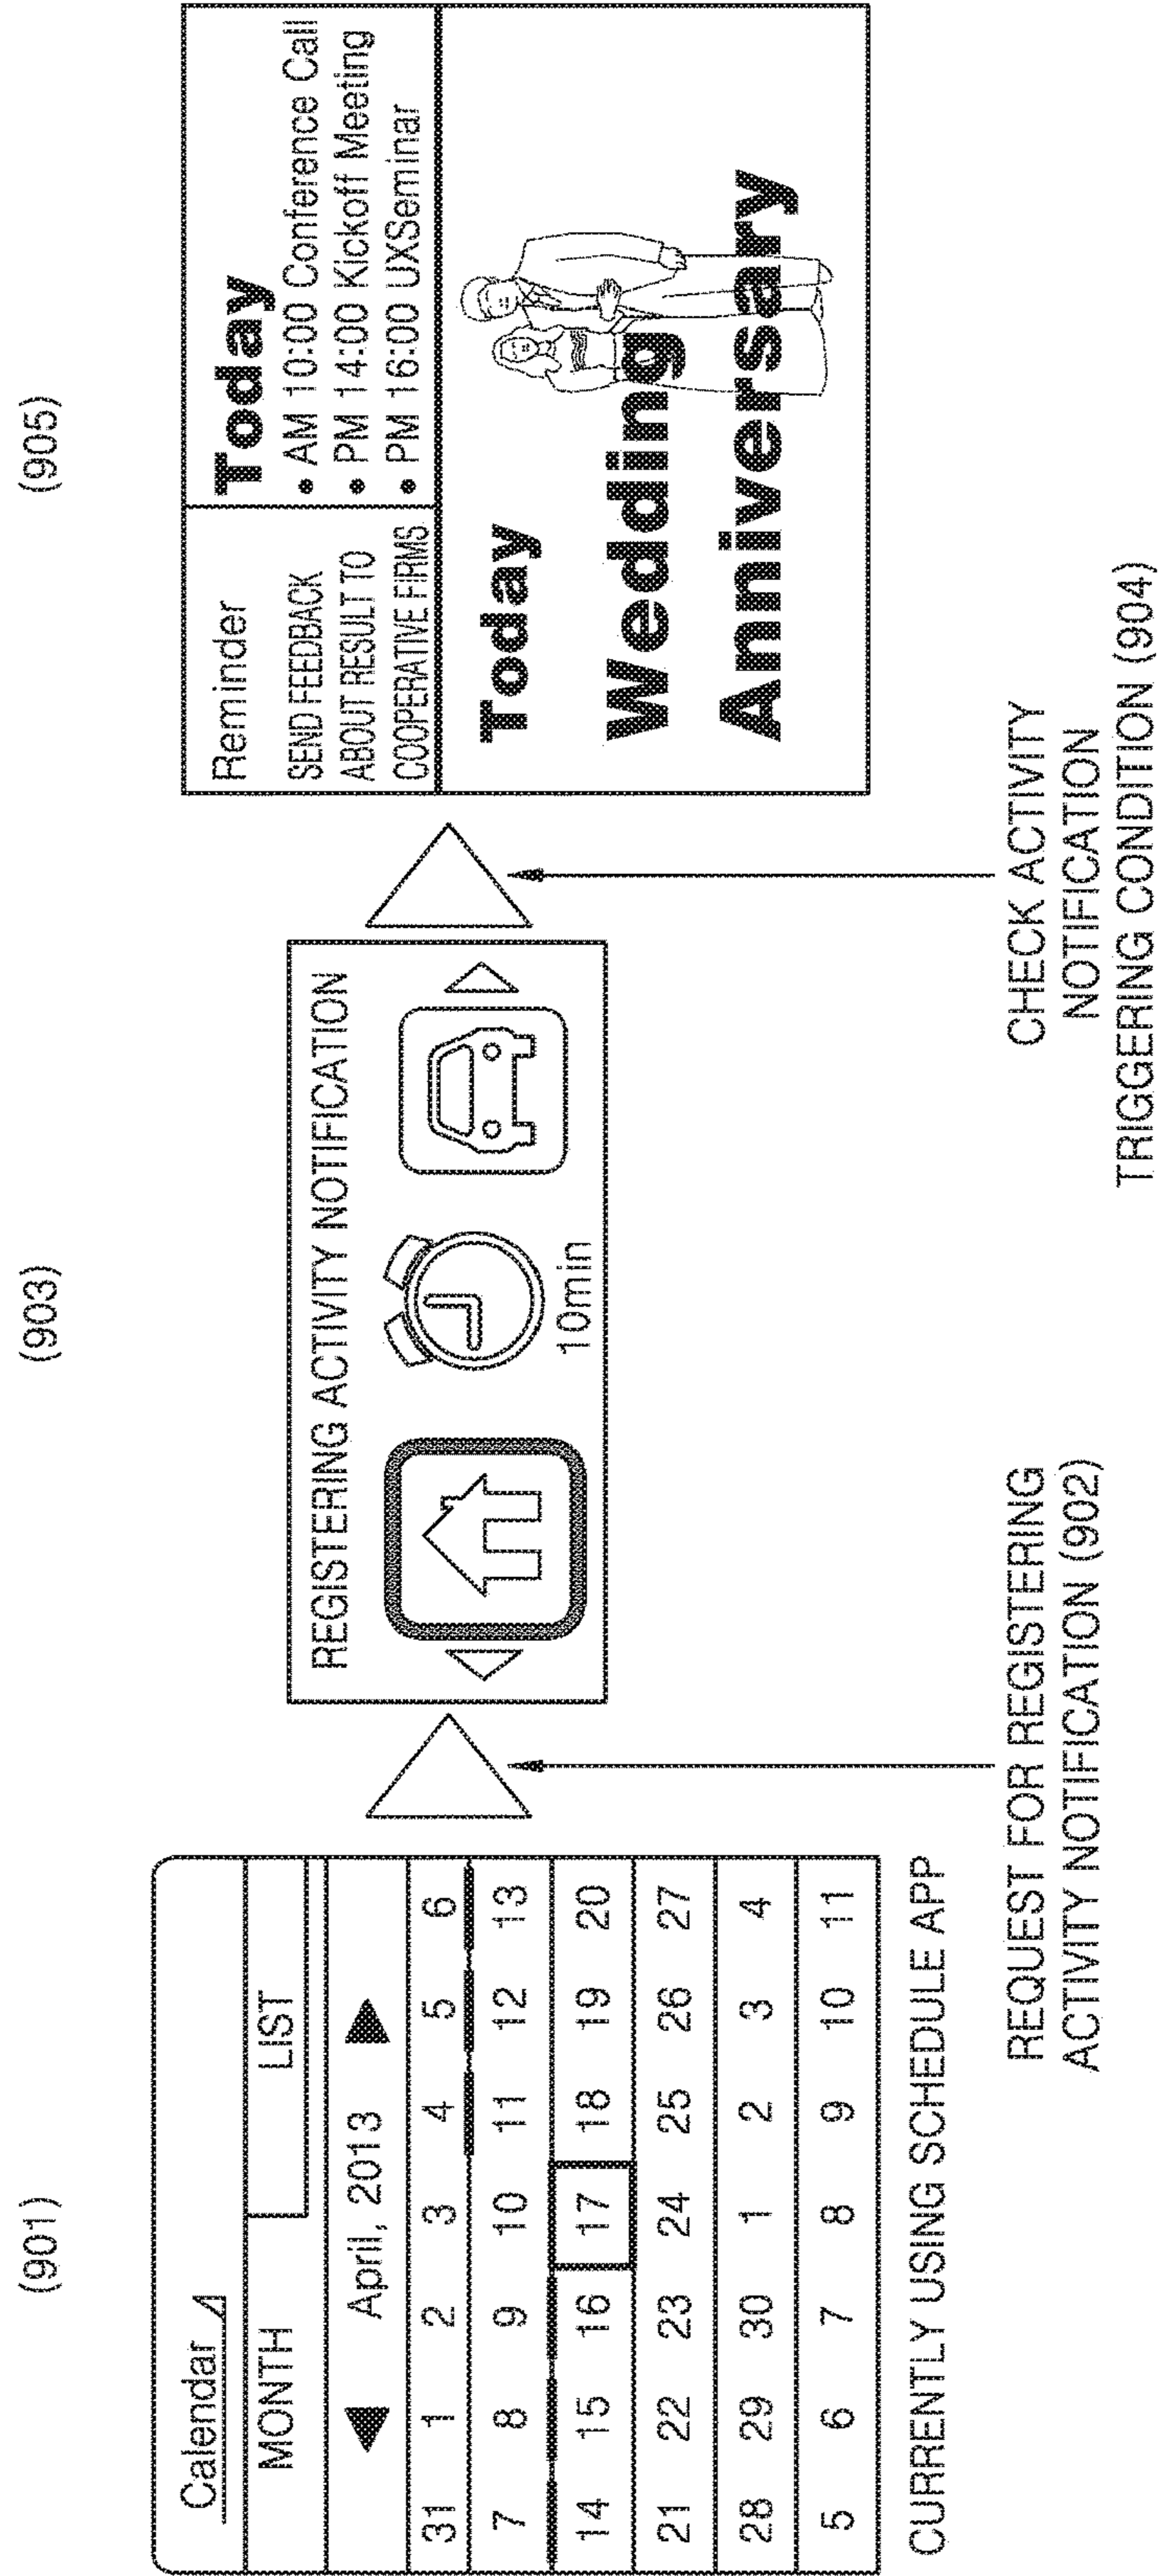 (901)
(903)
(905)
Calendar
MONTH LIST
April, 2013
31 1 2 3 4 5 6
7 8 9 10 11 12 13
14 15 16 17 18 19 20
21 22 23 24 25 26 27
28 29 30 1 2 3 4
5 6 7 8 9 10 11
CURRENTLY USING SCHEDULE APP
REQUEST FOR REGISTERING
ACTIVITY NOTIFICATION (902)
REGISTERING ACTIVITY NOTIFICATION
10min
CHECK ACTIVITY
NOTIFICATION
TRIGGERING CONDITION (904)
Reminder
SEND FEEDBACK
ABOUT RESULT TO
COOPERATIVE FIRMS
Today
• AM 10:00 Conference Call
• PM 14:00 Kickoff Meeting
• PM 16:00 UXSeminar
Today
Wedding
Anniversary